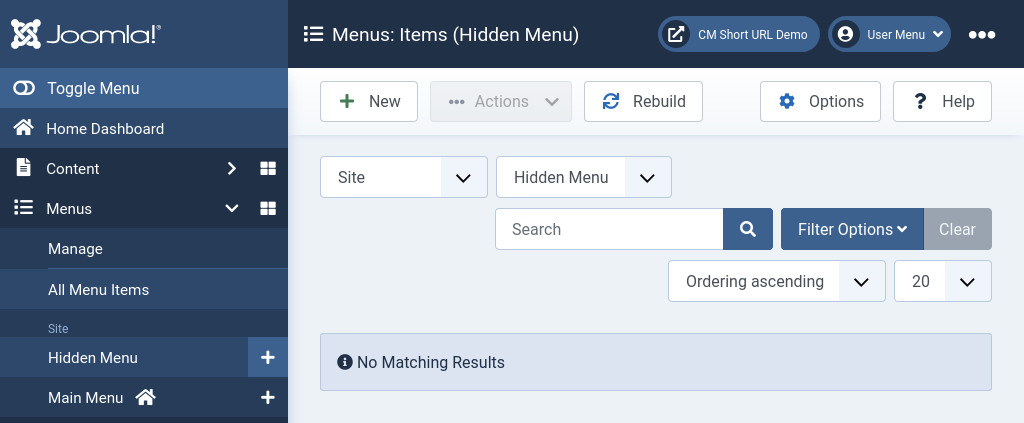 Joomla!
Menus: Items (Hidden Menu)
CM Short URL Demo
User Menu
Toggle Menu
Home Dashboard
Content
Menus
Manage
All Menu Items
Site
Hidden Menu
Main Menu
New
Actions
Rebuild
Options
Help
Site
Hidden Menu
Search
Filter Options
Clear
Ordering ascending
20
No Matching Results